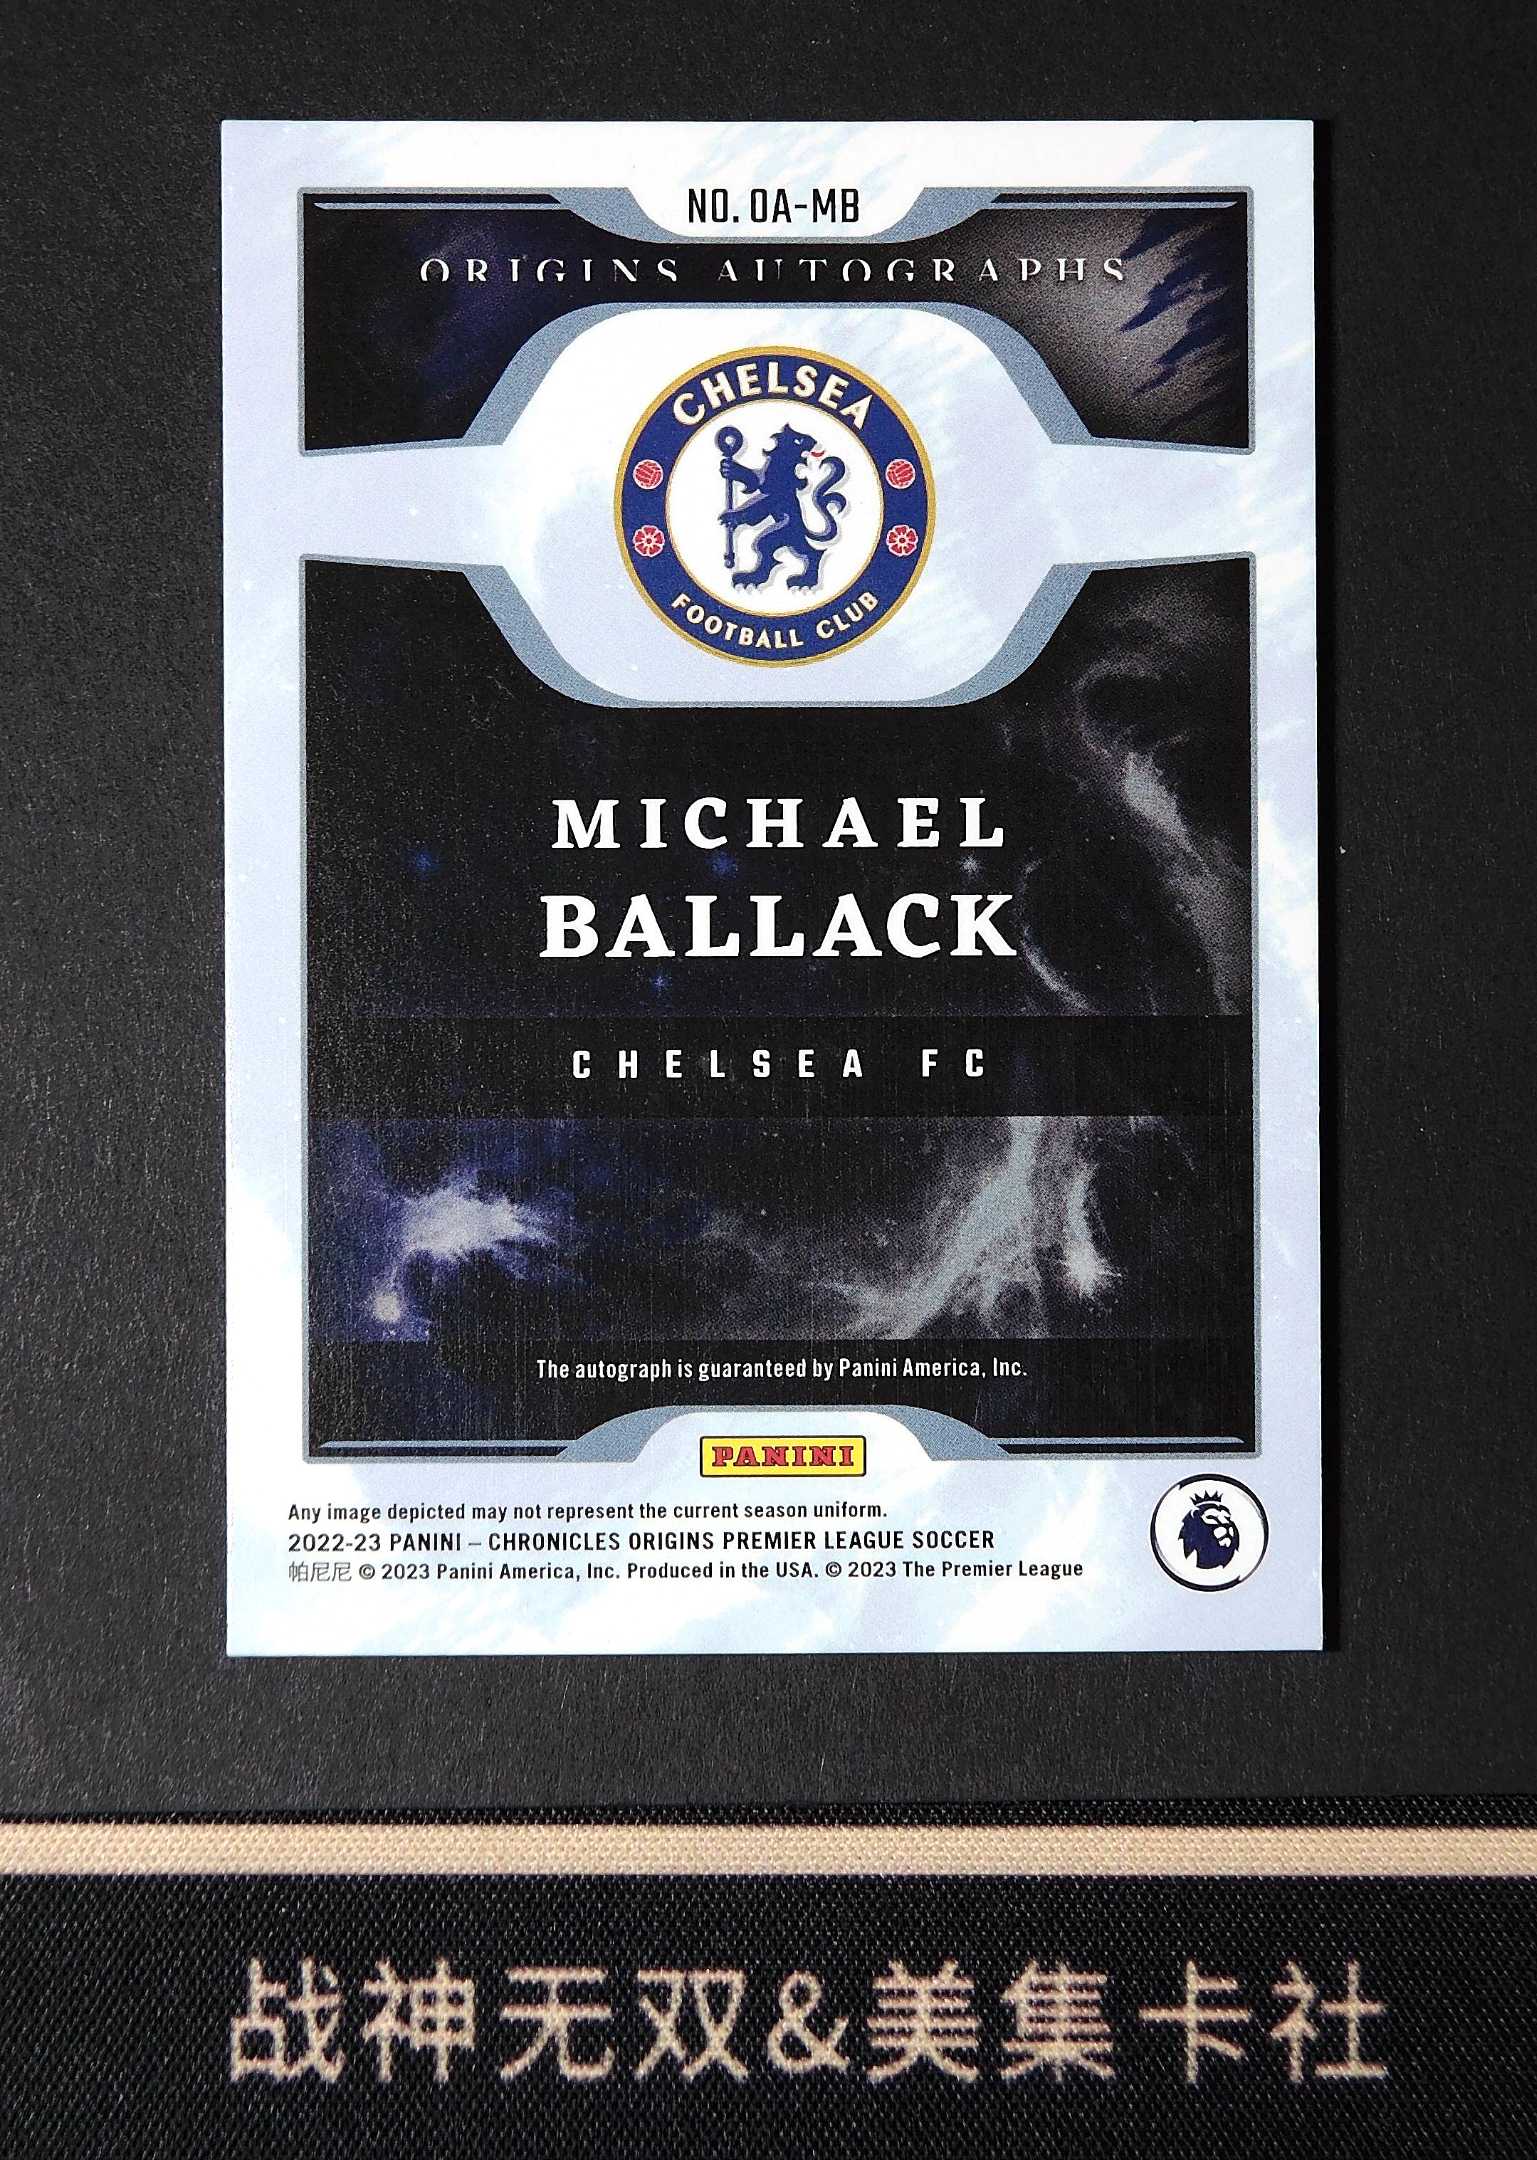 NO. OA-MB
ORIGINS AUTOGRAPHS
CHELSEA
FOOTBALL CLUB
MICHAEL
BALLACK
CHELSEA FC
The autograph is guaranteed by Panini America, Inc.
PANINI
Any image depicted may not represent the current season uniform.
2022-23 PANINI – CHRONICLES ORIGINS PREMIER LEAGUE SOCCER
帕尼尼 © 2023 Panini America, Inc. Produced in the USA. © 2023 The Premier League
战神无双&美集卡社